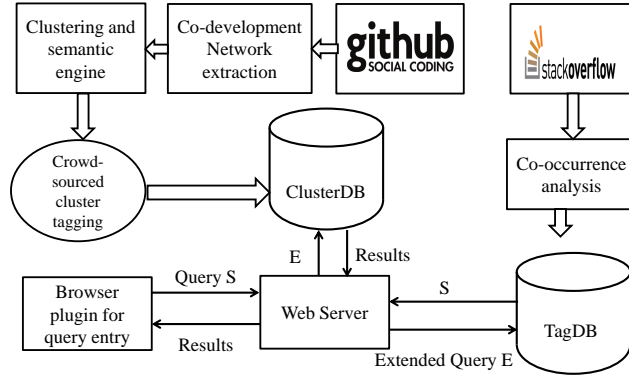 Clustering and
semantic
engine
Co-development
Network
extraction
github
SOCIAL CODING
stackoverflow
Crowd-
sourced
cluster
tagging
ClusterDB
Co-occurrence
analysis
E
Results
Query S
Browser
plugin for
query entry
Results
Web Server
S
Extended Query E
TagDB